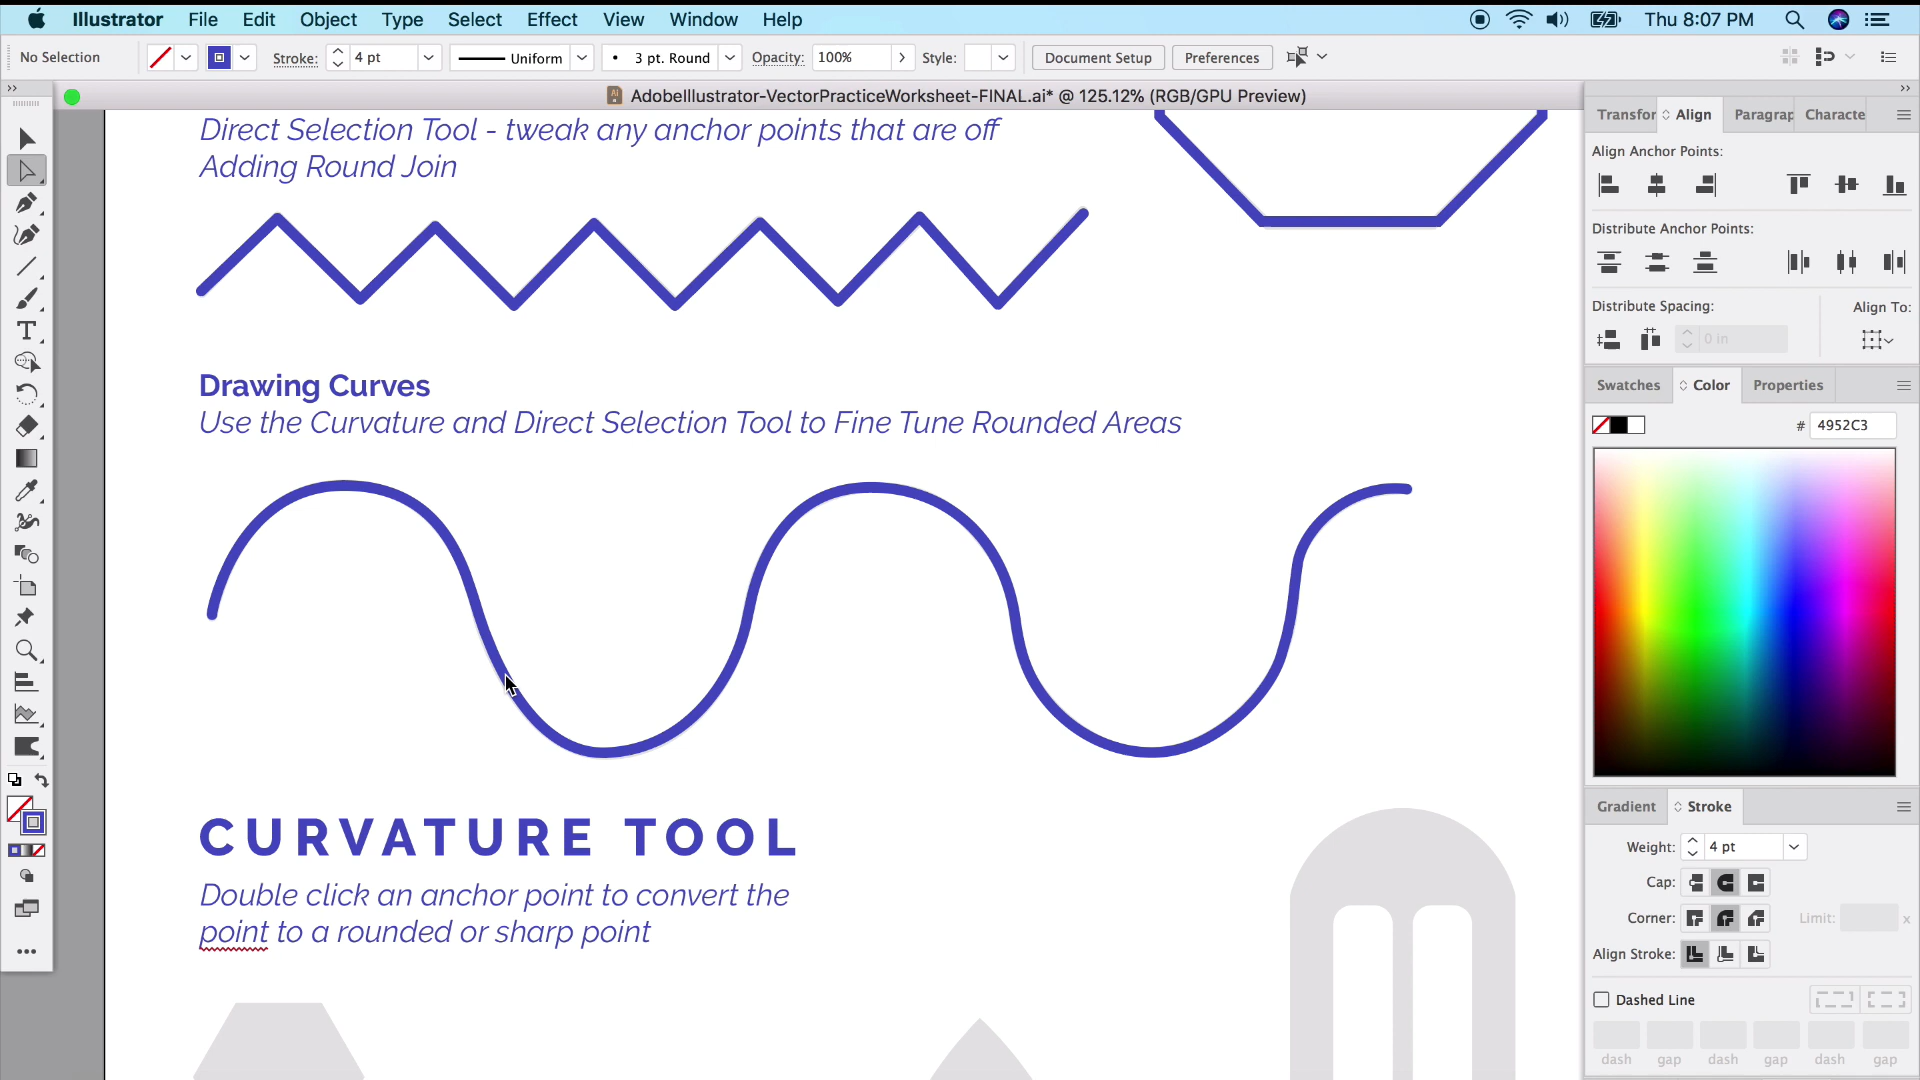 Illustrator File Edit Object Type Select Effect View Window Help Thu 8:07 PM
No Selection Stroke: 4 pt Uniform 3 pt. Round Opacity: 100% Style: Document Setup Preferences
AdobeIllustrator-VectorPracticeWorksheet-FINAL.ai* @ 125.12% (RGB/GPU Preview)
Direct Selection Tool - tweak any anchor points that are off
Adding Round Join
Drawing Curves
Use the Curvature and Direct Selection Tool to Fine Tune Rounded Areas
CURVATURE TOOL
Double click an anchor point to convert the
point to a rounded or sharp point
Transfor Align Paragrap Characte
Align Anchor Points:
Distribute Anchor Points:
Distribute Spacing: Align To:
0 in
Swatches Color Properties
# 4952C3
Gradient Stroke
Weight: 4 pt
Cap:
Corner: Limit: x
Align Stroke:
Dashed Line
dash gap dash gap dash gap